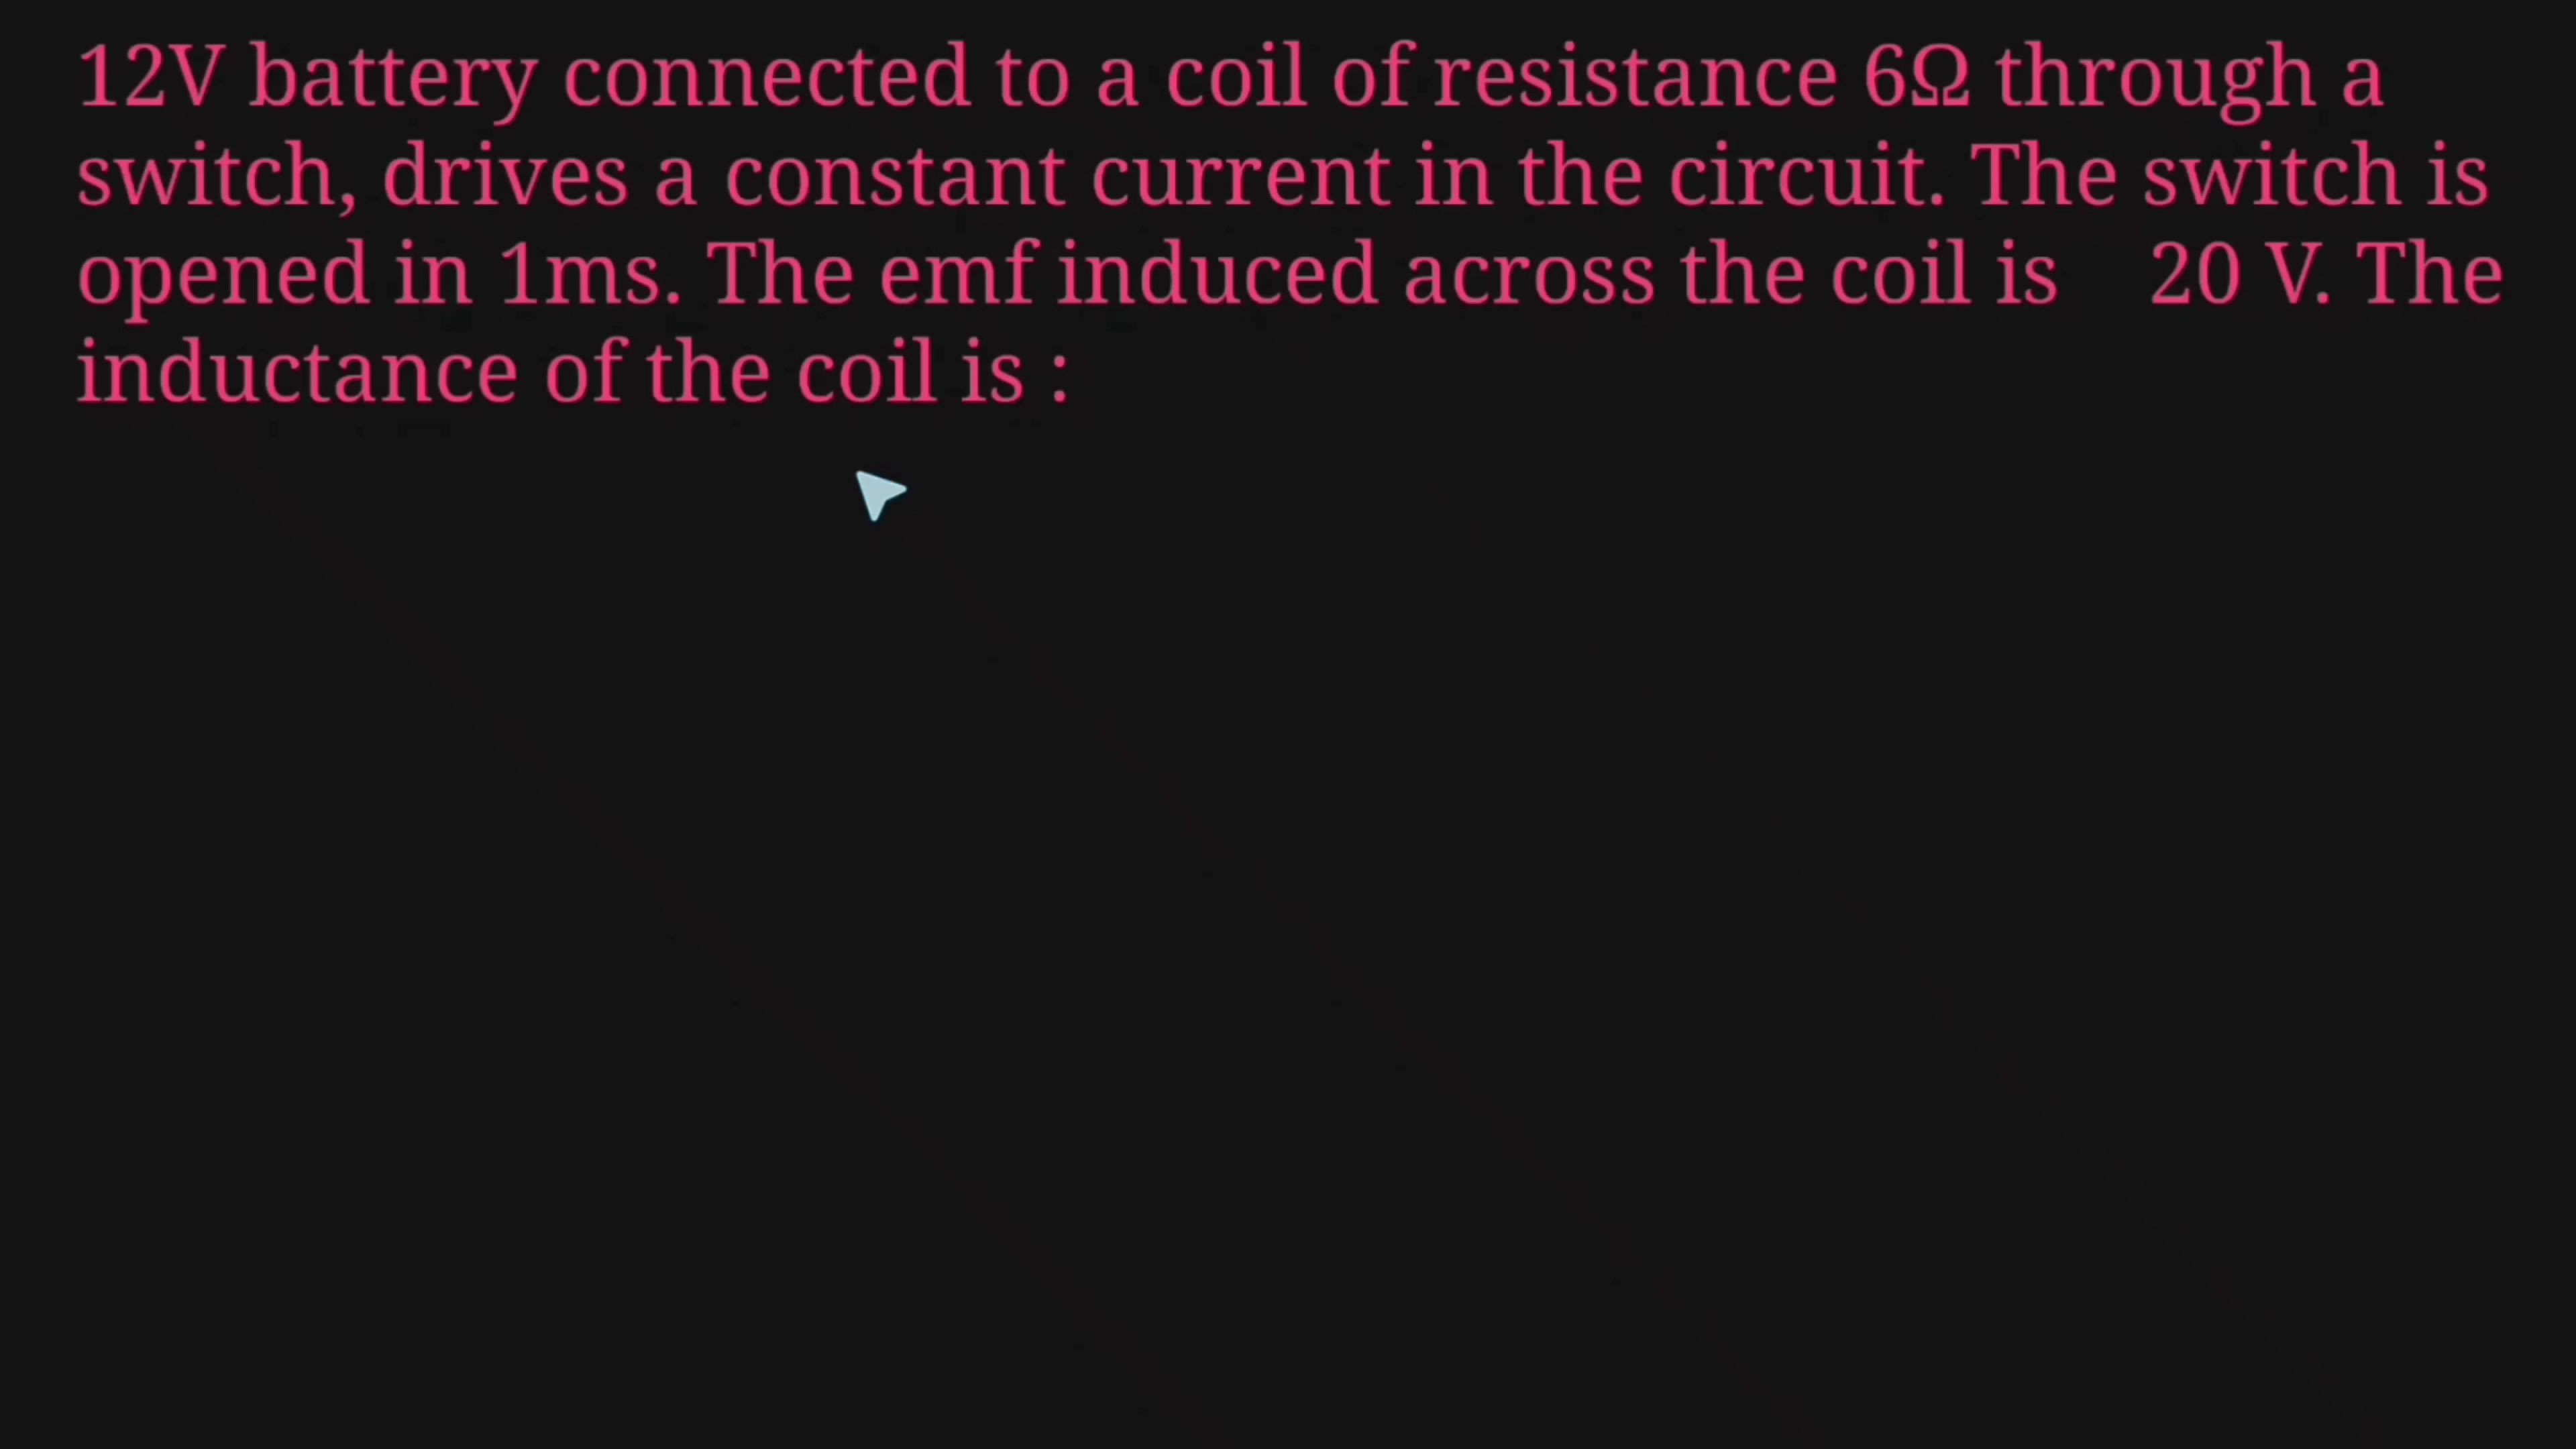 12V battery connected to a coil of resistance 6Ω through a
switch, drives a constant current in the circuit. The switch is
opened in 1ms. The emf induced across the coil is    20 V. The
inductance of the coil is :